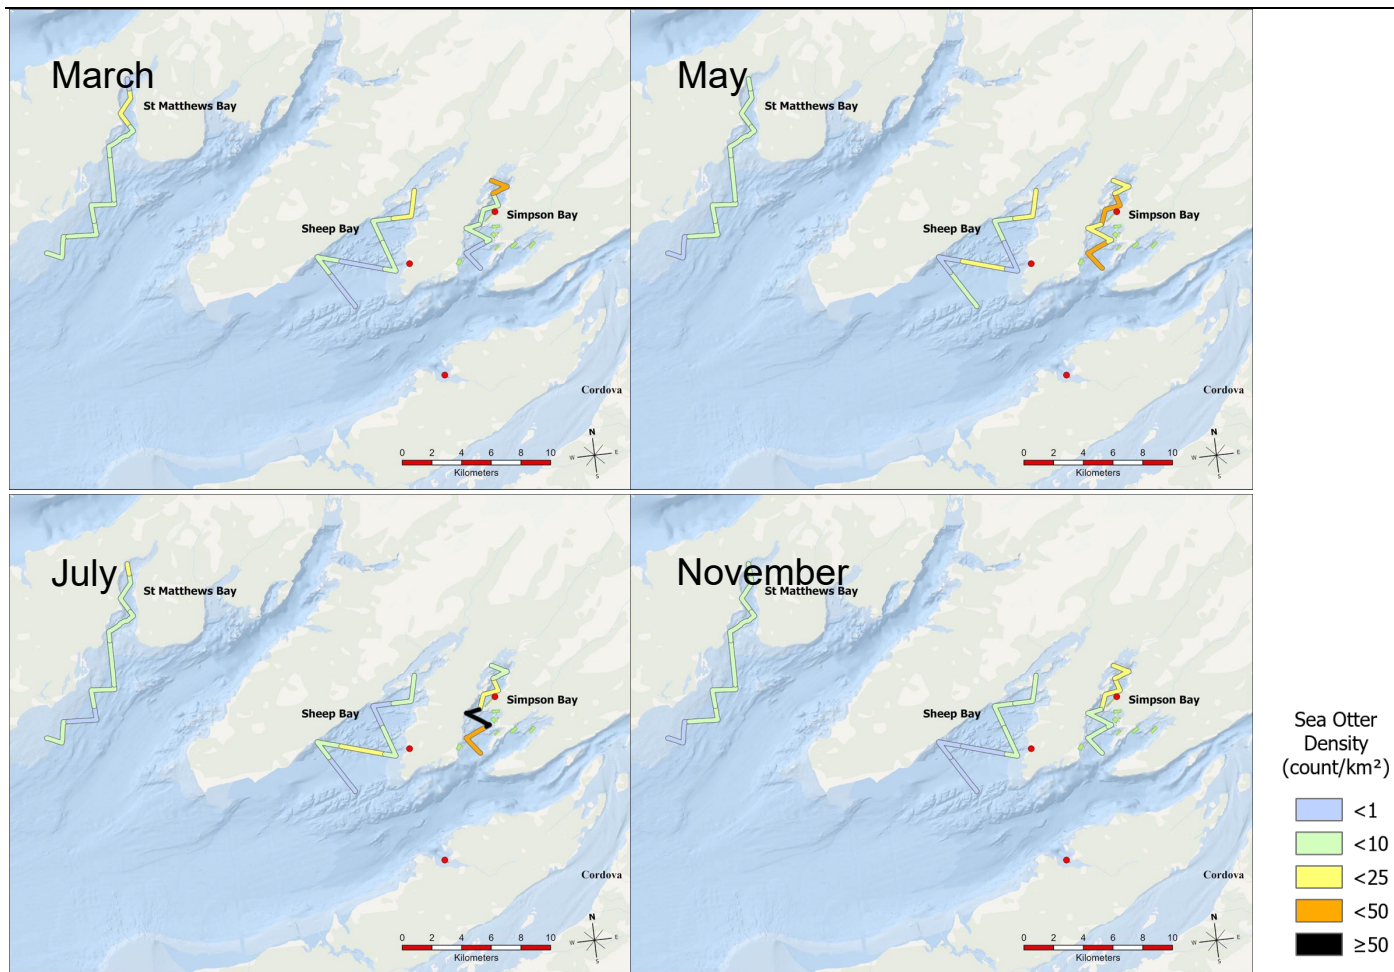 March
St Matthews Bay
Sheep Bay
Simpson Bay
Cordova
N
W E
S
0 2 4 6 8 10
Kilometers
May
St Matthews Bay
Sheep Bay
Simpson Bay
Cordova
N
W E
S
0 2 4 6 8 10
Kilometers
July
St Matthews Bay
Sheep Bay
Simpson Bay
Cordova
N
W E
S
0 2 4 6 8 10
Kilometers
November
St Matthews Bay
Sheep Bay
Simpson Bay
Cordova
N
W E
S
0 2 4 6 8 10
Kilometers
Sea Otter
Density
(count/km²)
<1
<10
<25
<50
≥50